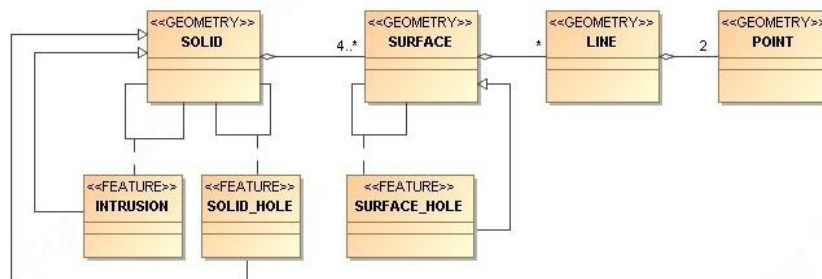 <<GEOMETRY>>
SOLID
4..*
<<GEOMETRY>>
SURFACE
*
<<GEOMETRY>>
LINE
2
<<GEOMETRY>>
POINT
<<FEATURE>>
INTRUSION
<<FEATURE>>
SOLID_HOLE
<<FEATURE>>
SURFACE_HOLE